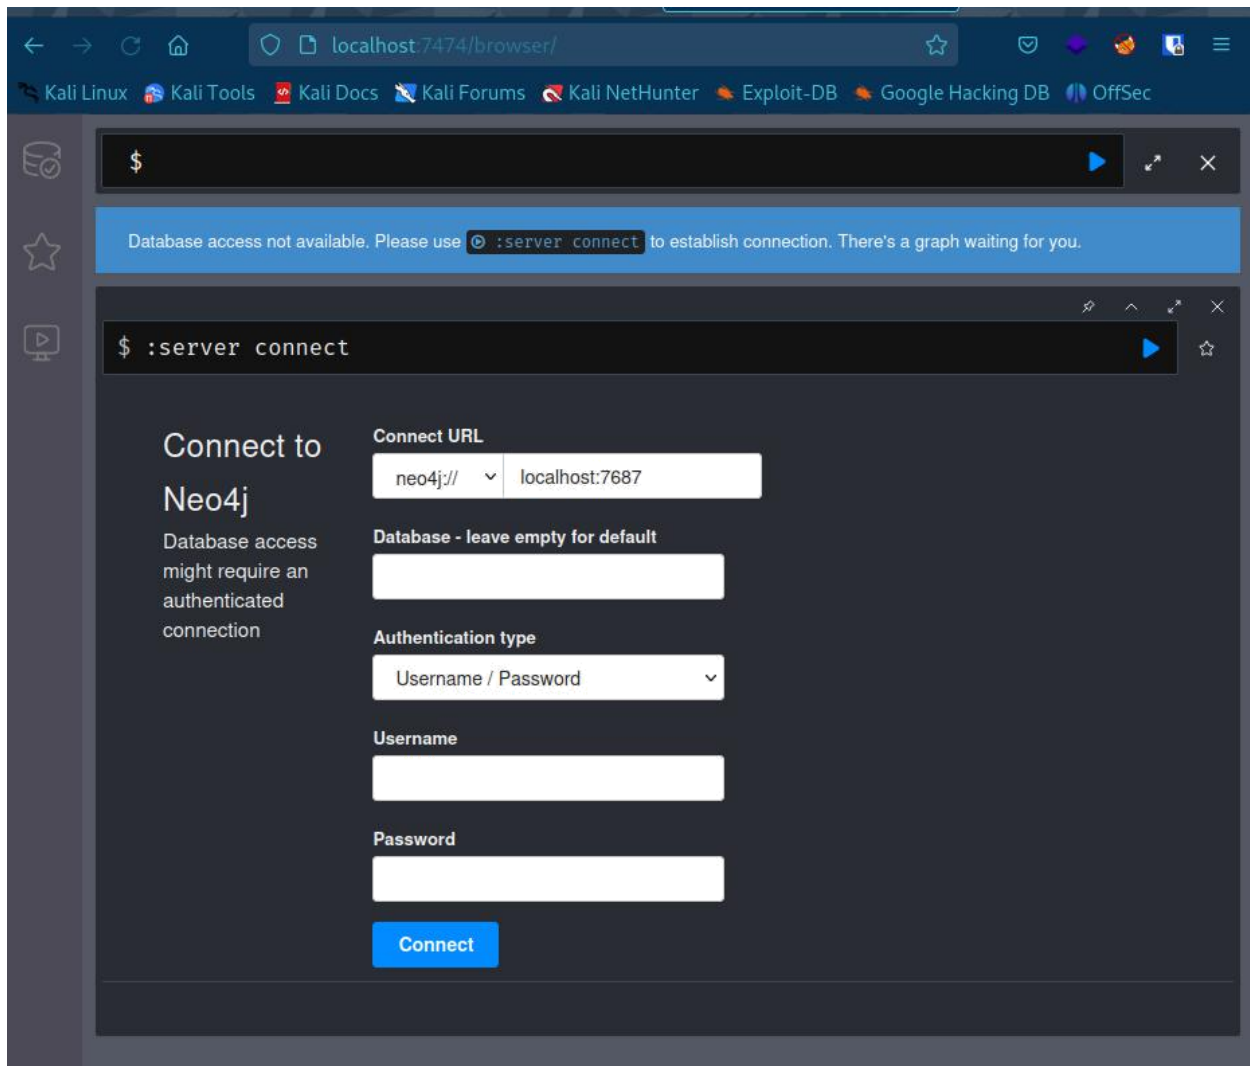 localhost:7474/browser/
Kali Linux Kali Tools Kali Docs Kali Forums Kali NetHunter Exploit-DB Google Hacking DB OffSec
$
Database access not available. Please use :server connect to establish connection. There's a graph waiting for you.
$ :server connect
Connect to
Neo4j
Database access
might require an
authenticated
connection
Connect URL
neo4j:// localhost:7687
Database - leave empty for default
Authentication type
Username / Password
Username
Password
Connect